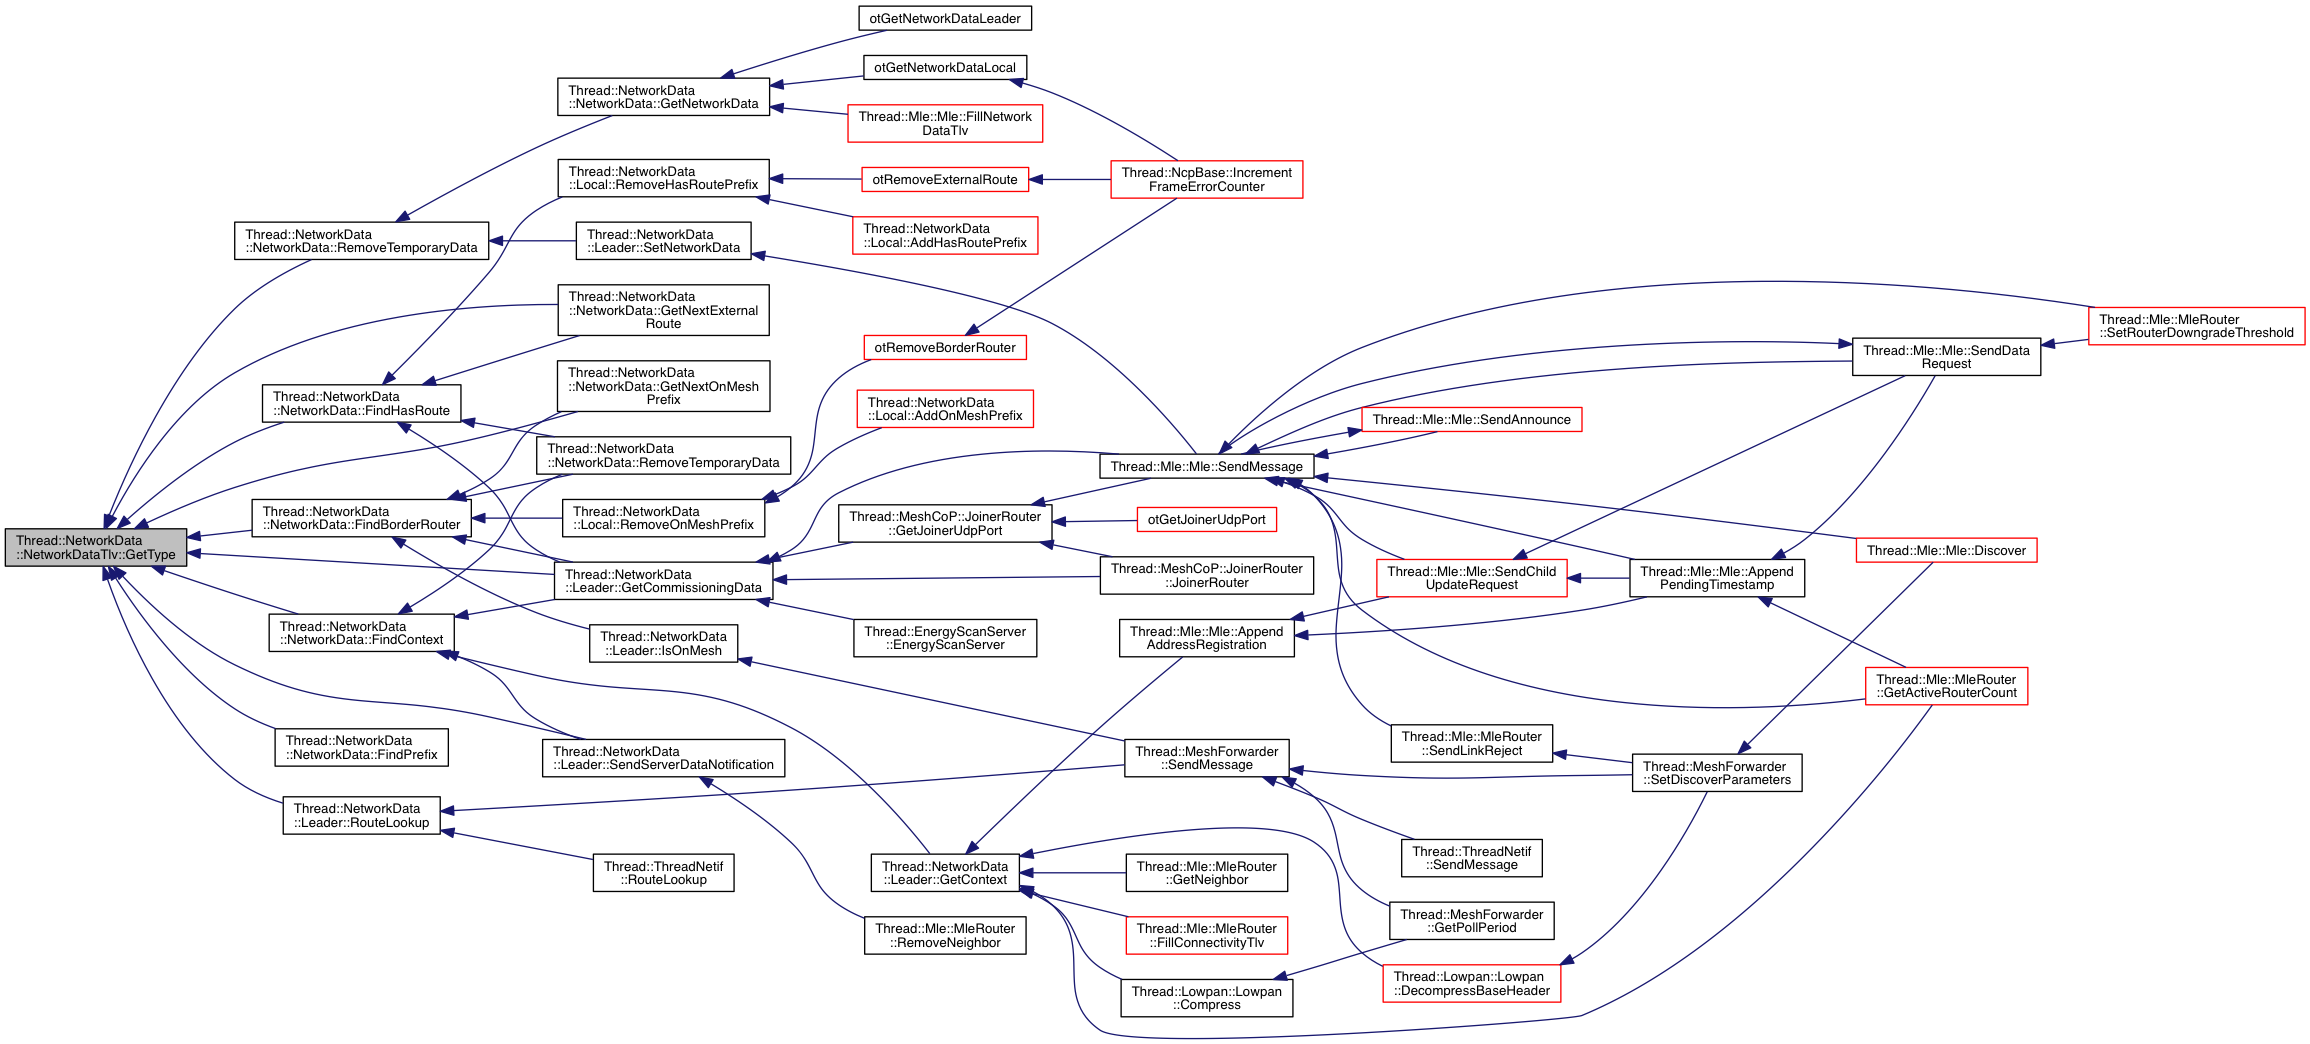 otGetNetworkDataLeader
otGetNetworkDataLocal
Thread::NetworkData
::NetworkData::GetNetworkData
Thread::Mle::Mle::FillNetwork
DataTlv
Thread::NetworkData
::Local::RemoveHasRoutePrefix
otRemoveExternalRoute
Thread::NcpBase::Increment
FrameErrorCounter
Thread::NetworkData
::NetworkData::RemoveTemporaryData
Thread::NetworkData
::Leader::SetNetworkData
Thread::NetworkData
::Local::AddHasRoutePrefix
Thread::NetworkData
::NetworkData::GetNextExternal
Route
otRemoveBorderRouter
Thread::Mle::MleRouter
::SetRouterDowngradeThreshold
Thread::Mle::Mle::SendData
Request
Thread::NetworkData
::NetworkData::FindHasRoute
Thread::NetworkData
::NetworkData::GetNextOnMesh
Prefix
Thread::NetworkData
::Local::AddOnMeshPrefix
Thread::Mle::Mle::SendAnnounce
Thread::NetworkData
::NetworkData::RemoveTemporaryData
Thread::Mle::Mle::SendMessage
Thread::NetworkData
::NetworkData::FindBorderRouter
Thread::NetworkData
::Local::RemoveOnMeshPrefix
Thread::MeshCoP::JoinerRouter
::GetJoinerUdpPort
otGetJoinerUdpPort
Thread::NetworkData
::NetworkDataTlv::GetType
Thread::Mle::Mle::Discover
Thread::NetworkData
::Leader::GetCommissioningData
Thread::MeshCoP::JoinerRouter
::JoinerRouter
Thread::Mle::Mle::SendChild
UpdateRequest
Thread::Mle::Mle::Append
PendingTimestamp
Thread::NetworkData
::NetworkData::FindContext
Thread::NetworkData
::Leader::IsOnMesh
Thread::EnergyScanServer
::EnergyScanServer
Thread::Mle::Mle::Append
AddressRegistration
Thread::Mle::MleRouter
::GetActiveRouterCount
Thread::NetworkData
::NetworkData::FindPrefix
Thread::NetworkData
::Leader::SendServerDataNotification
Thread::MeshForwarder
::SendMessage
Thread::Mle::MleRouter
::SendLinkReject
Thread::MeshForwarder
::SetDiscoverParameters
Thread::NetworkData
::Leader::RouteLookup
Thread::ThreadNetif
::RouteLookup
Thread::NetworkData
::Leader::GetContext
Thread::Mle::MleRouter
::GetNeighbor
Thread::ThreadNetif
::SendMessage
Thread::Mle::MleRouter
::RemoveNeighbor
Thread::Mle::MleRouter
::FillConnectivityTlv
Thread::MeshForwarder
::GetPollPeriod
Thread::Lowpan::Lowpan
::Compress
Thread::Lowpan::Lowpan
::DecompressBaseHeader